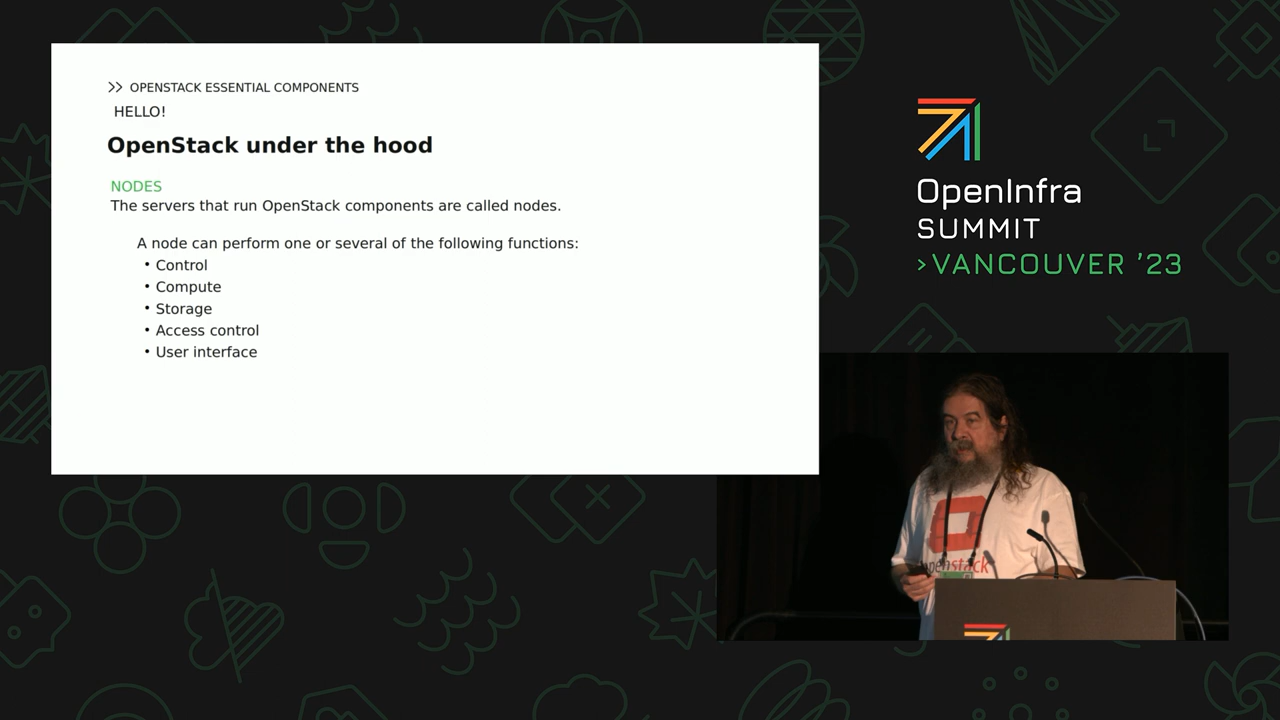 >> OPENSTACK ESSENTIAL COMPONENTS
HELLO!
OpenStack under the hood
NODES
The servers that run OpenStack components are called nodes.
A node can perform one or several of the following functions:
• Control
• Compute
• Storage
• Access control
• User interface
OpenInfra
SUMMIT
>VANCOUVER '23
openstack